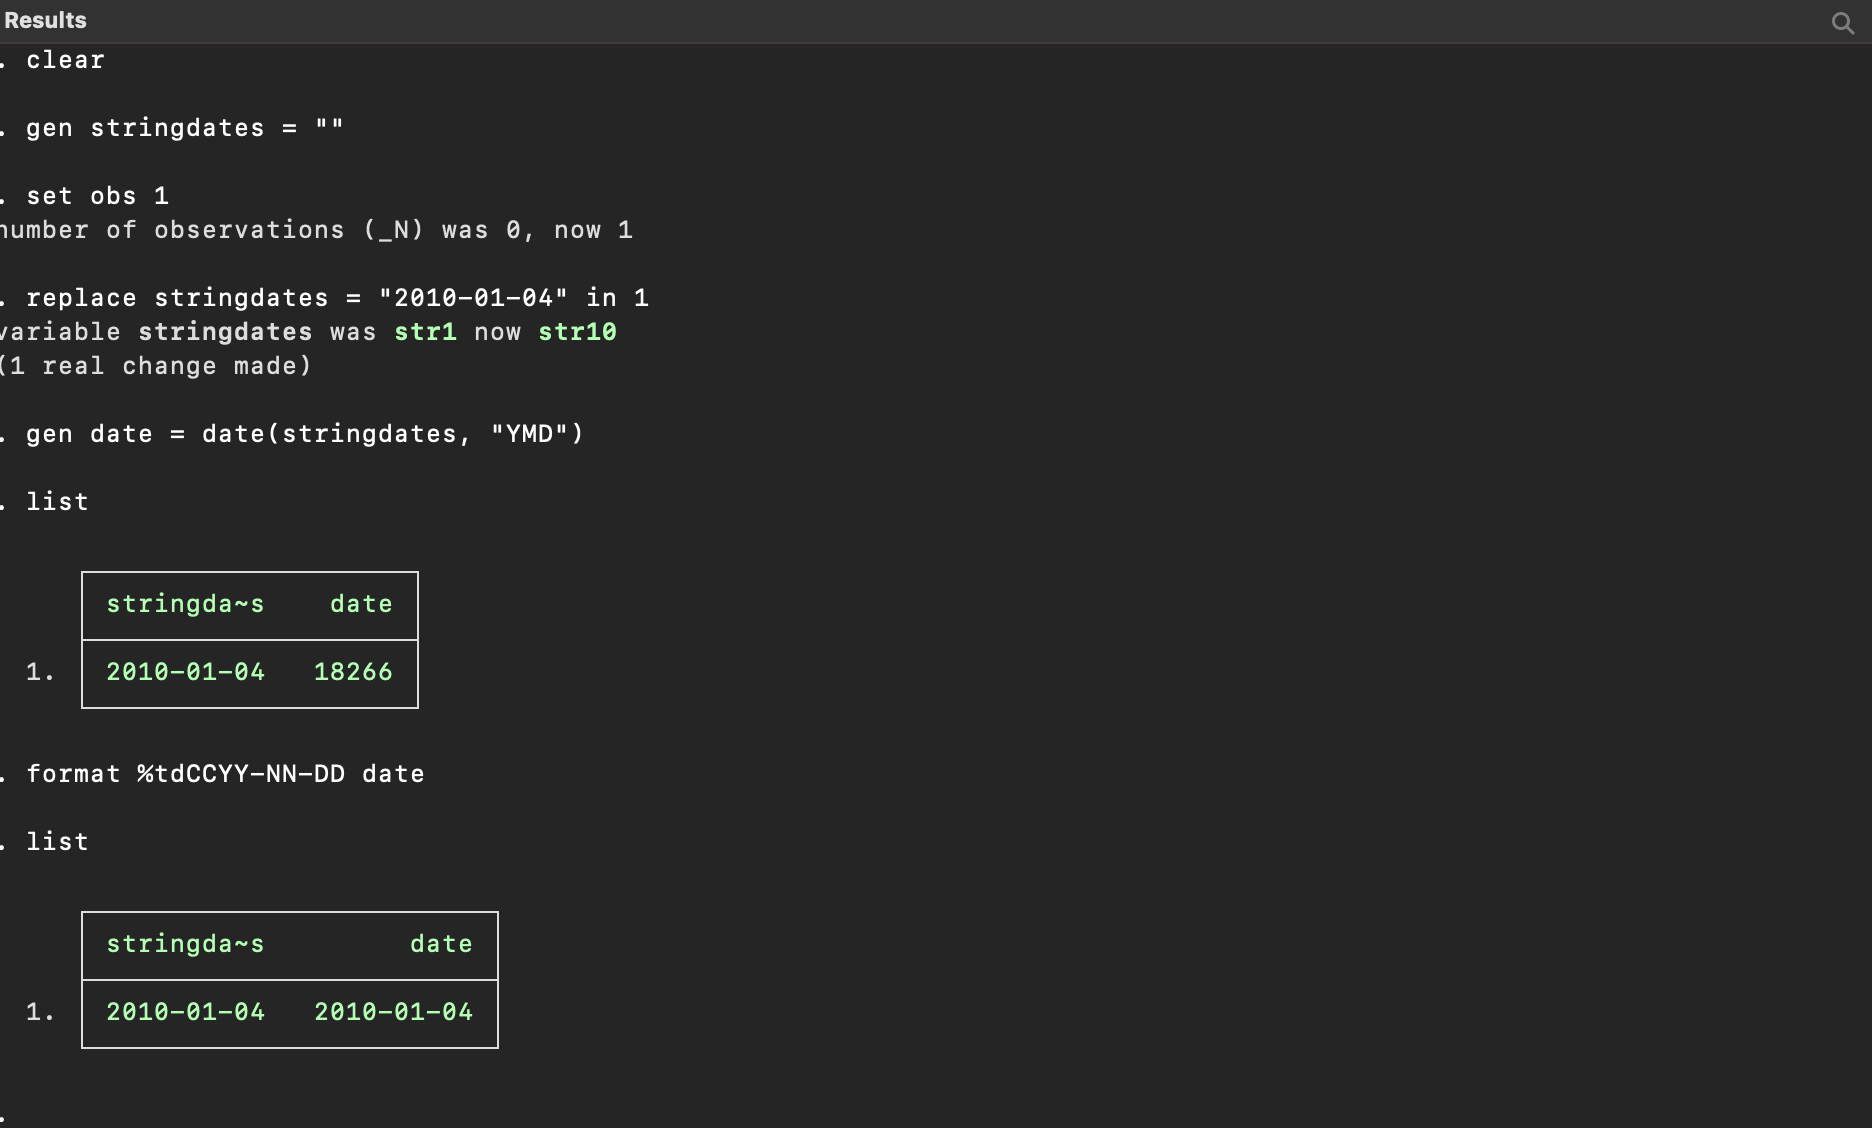 Results
. clear
. gen stringdates = ""
. set obs 1
number of observations (_N) was 0, now 1
. replace stringdates = "2010-01-04" in 1
variable stringdates was str1 now str10
(1 real change made)
. gen date = date(stringdates, "YMD")
. list
stringda~s date
1. 2010-01-04 18266
. format %tdCCYY-NN-DD date
. list
stringda~s date
1. 2010-01-04 2010-01-04
.